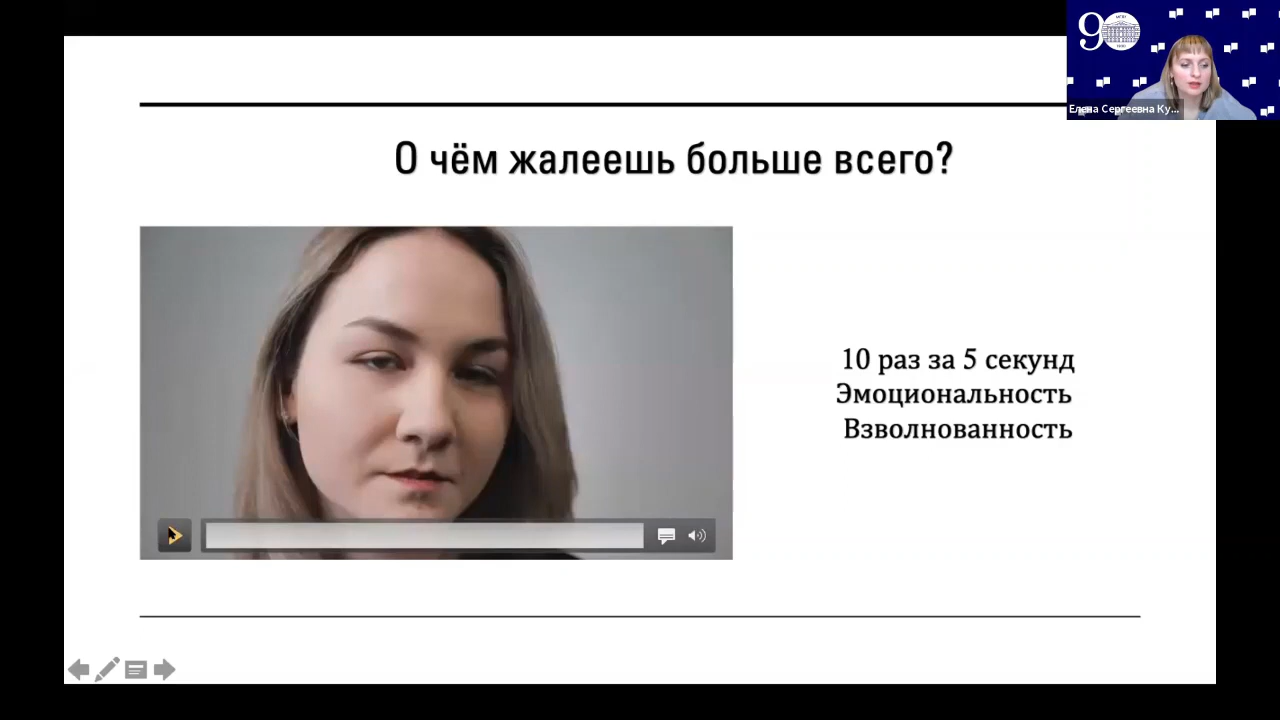 90
Елена Сергеевна Ку...
О чём жалеешь больше всего?
10 раз за 5 секунд
Эмоциональность
Взволнованность